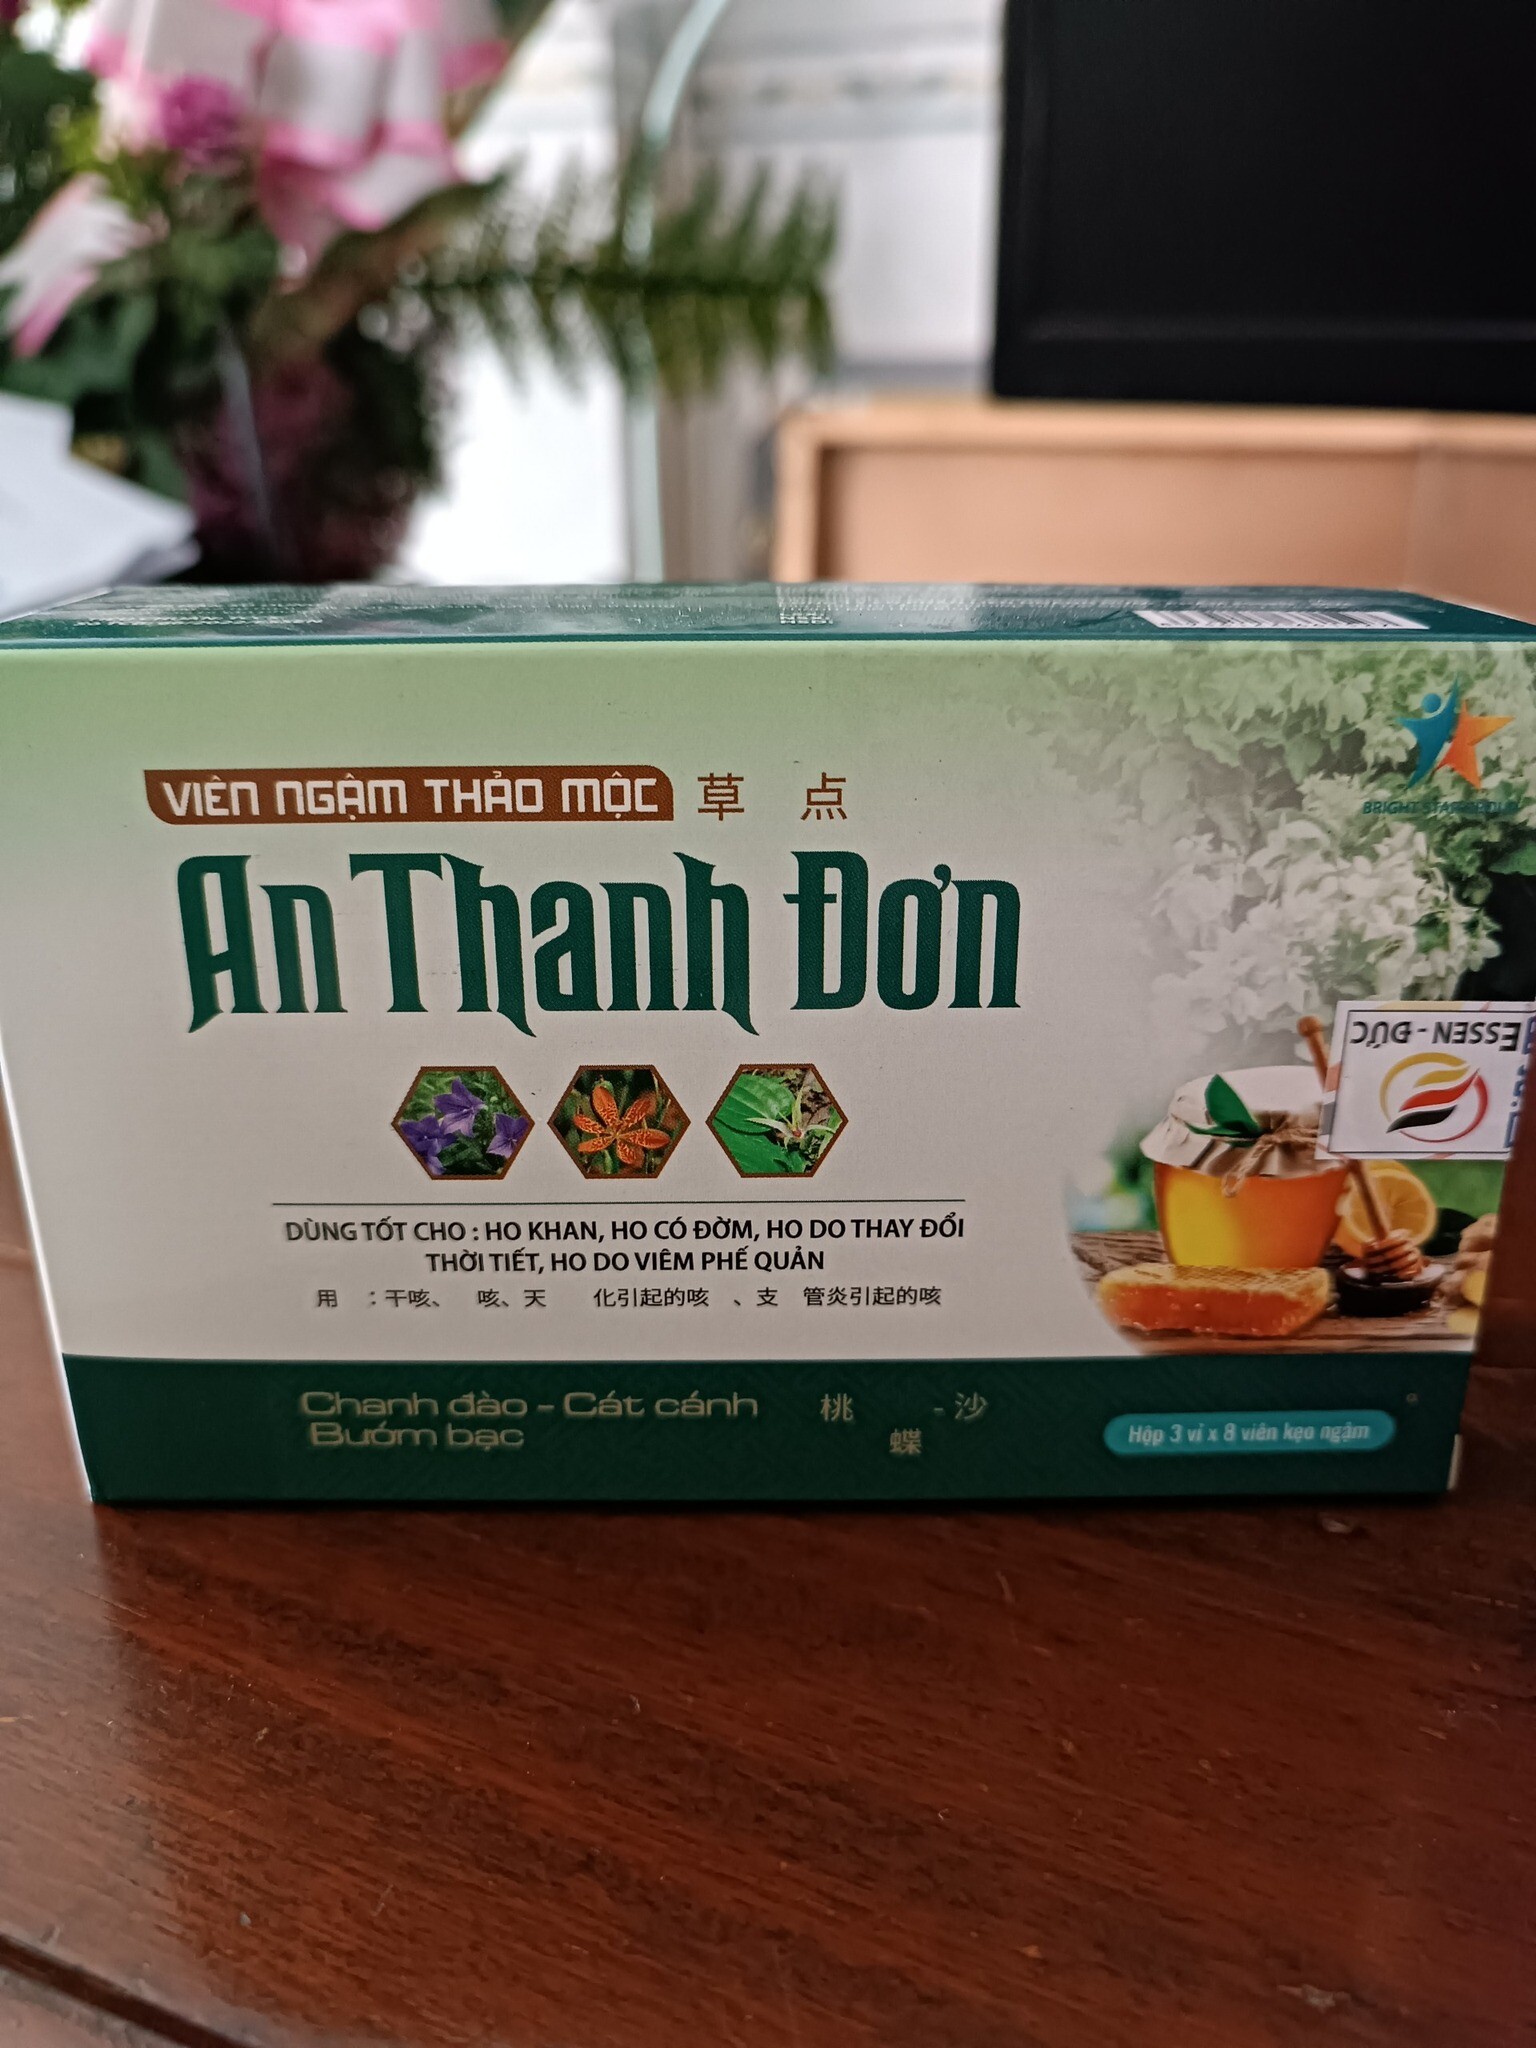 VIÊN NGẬM THẢO MỘC 草 点
An Thanh Đơn
BRIGHT STAR GROUP
ESSEN - ĐỨC
DÙNG TỐT CHO : HO KHAN, HO CÓ ĐỜM, HO DO THAY ĐỔI
THỜI TIẾT, HO DO VIÊM PHẾ QUẢN
用 :干咳、 咳、天 化引起的咳 、支 管炎引起的咳
Chanh đào - Cát cánh 桃 - 沙
Bướm bạc 蝶
Hộp 3 vỉ x 8 viên kẹo ngậm